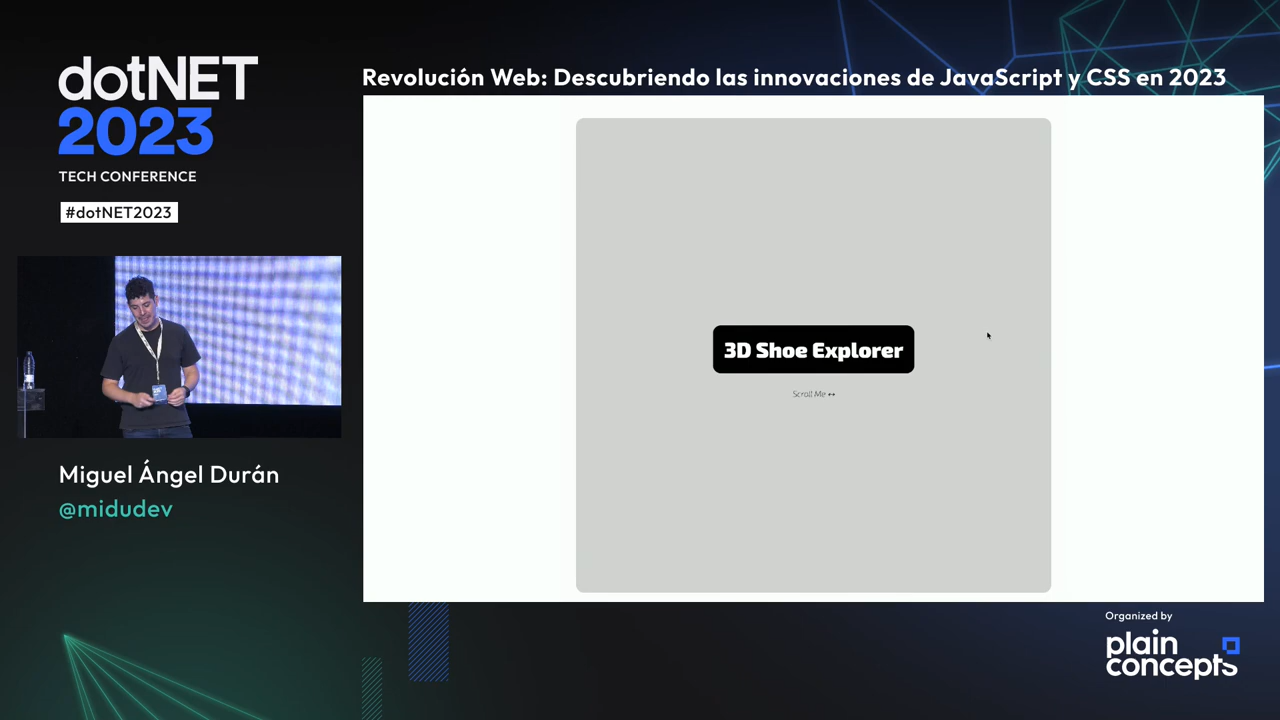 dotNET
2023
TECH CONFERENCE
#dotNET2023
Revolución Web: Descubriendo las innovaciones de JavaScript y CSS en 2023
3D Shoe Explorer
Scroll Me ↔
Miguel Ángel Durán
@midudev
Organized by
plain
concepts